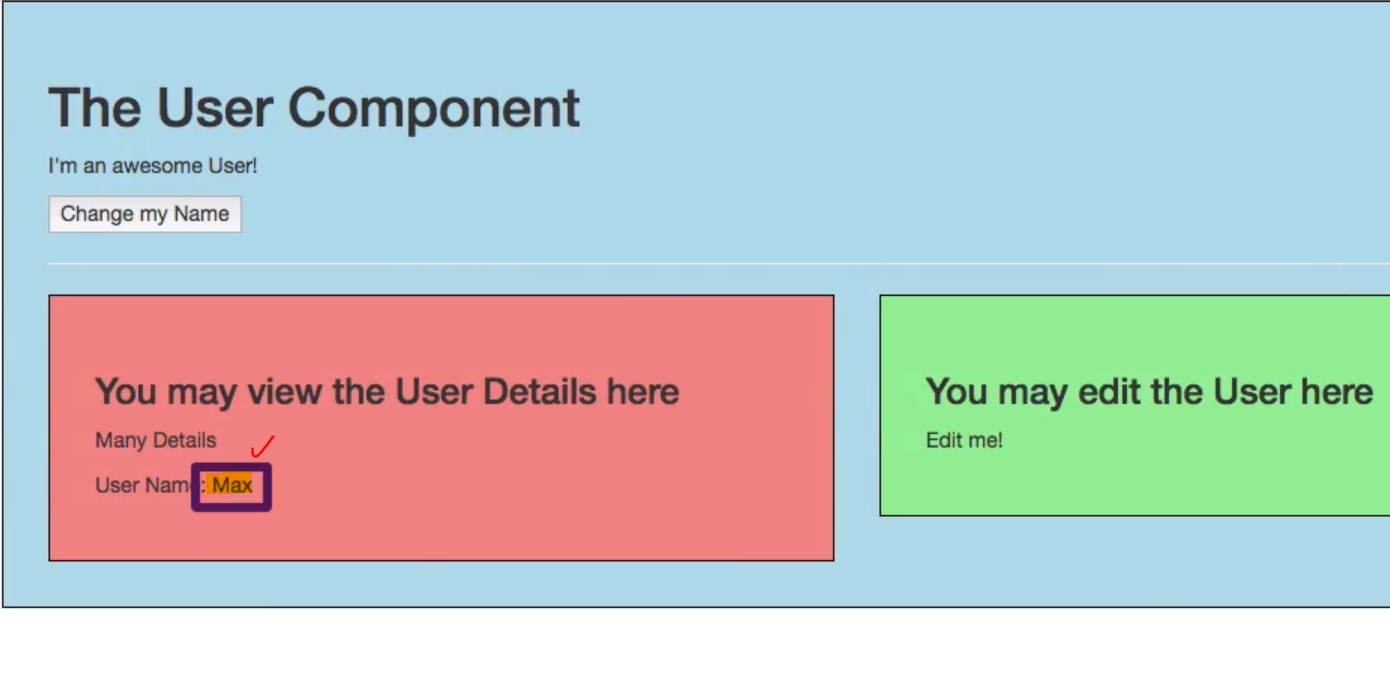 The User Component
I'm an awesome User!
Change my Name
You may view the User Details here
Many Details
User Name: Max
You may edit the User here
Edit me!